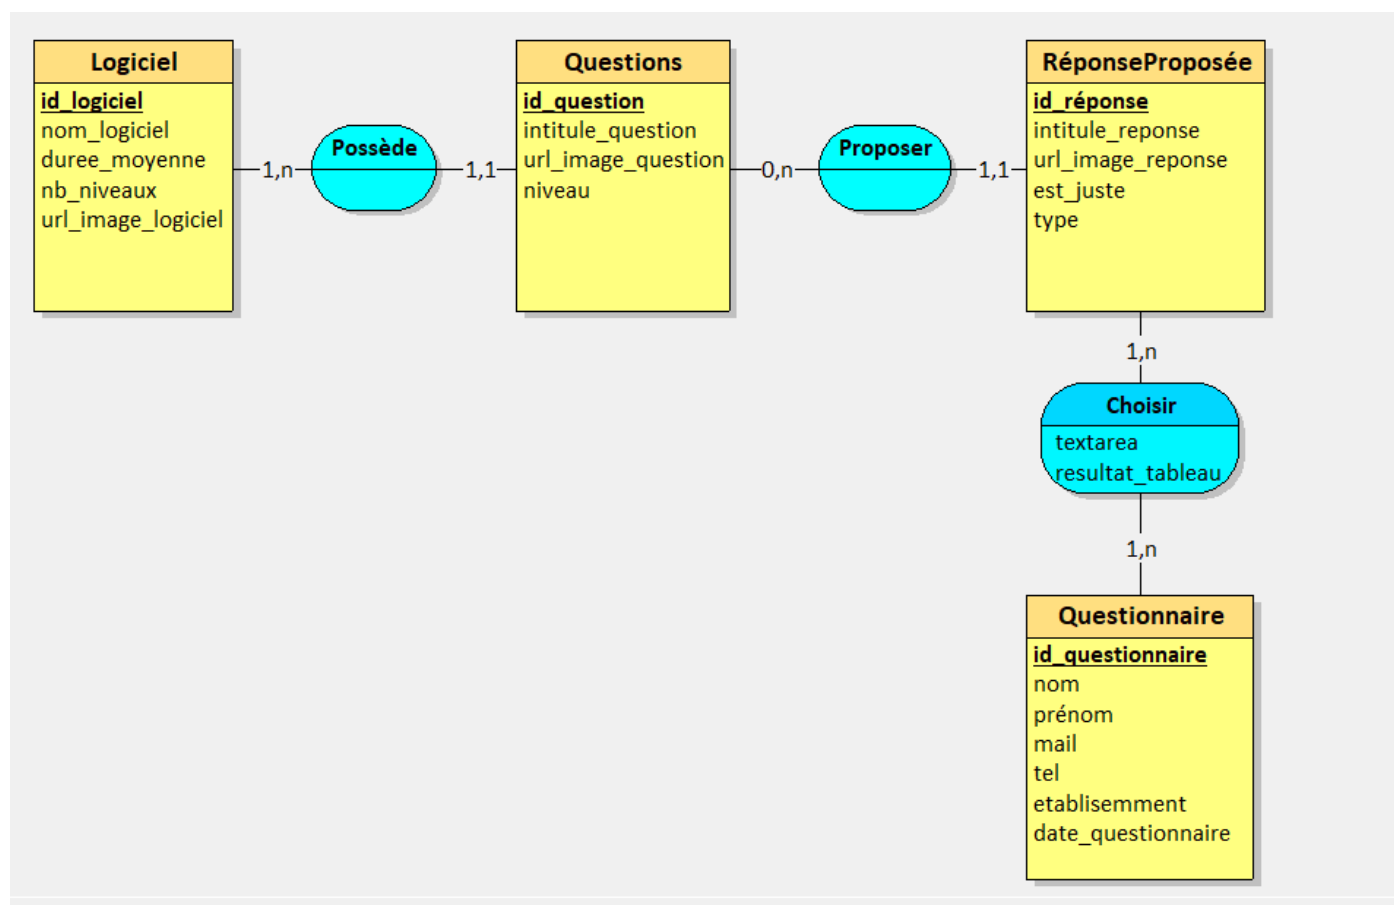 Logiciel
id_logiciel
nom_logiciel
duree_moyenne
nb_niveaux
url_image_logiciel
1,n
Possède
1,1
Questions
id_question
intitule_question
url_image_question
niveau
0,n
Proposer
1,1
RéponseProposée
id_réponse
intitule_reponse
url_image_reponse
est_juste
type
1,n
Choisir
textarea
resultat_tableau
1,n
Questionnaire
id_questionnaire
nom
prénom
mail
tel
etablisemment
date_questionnaire